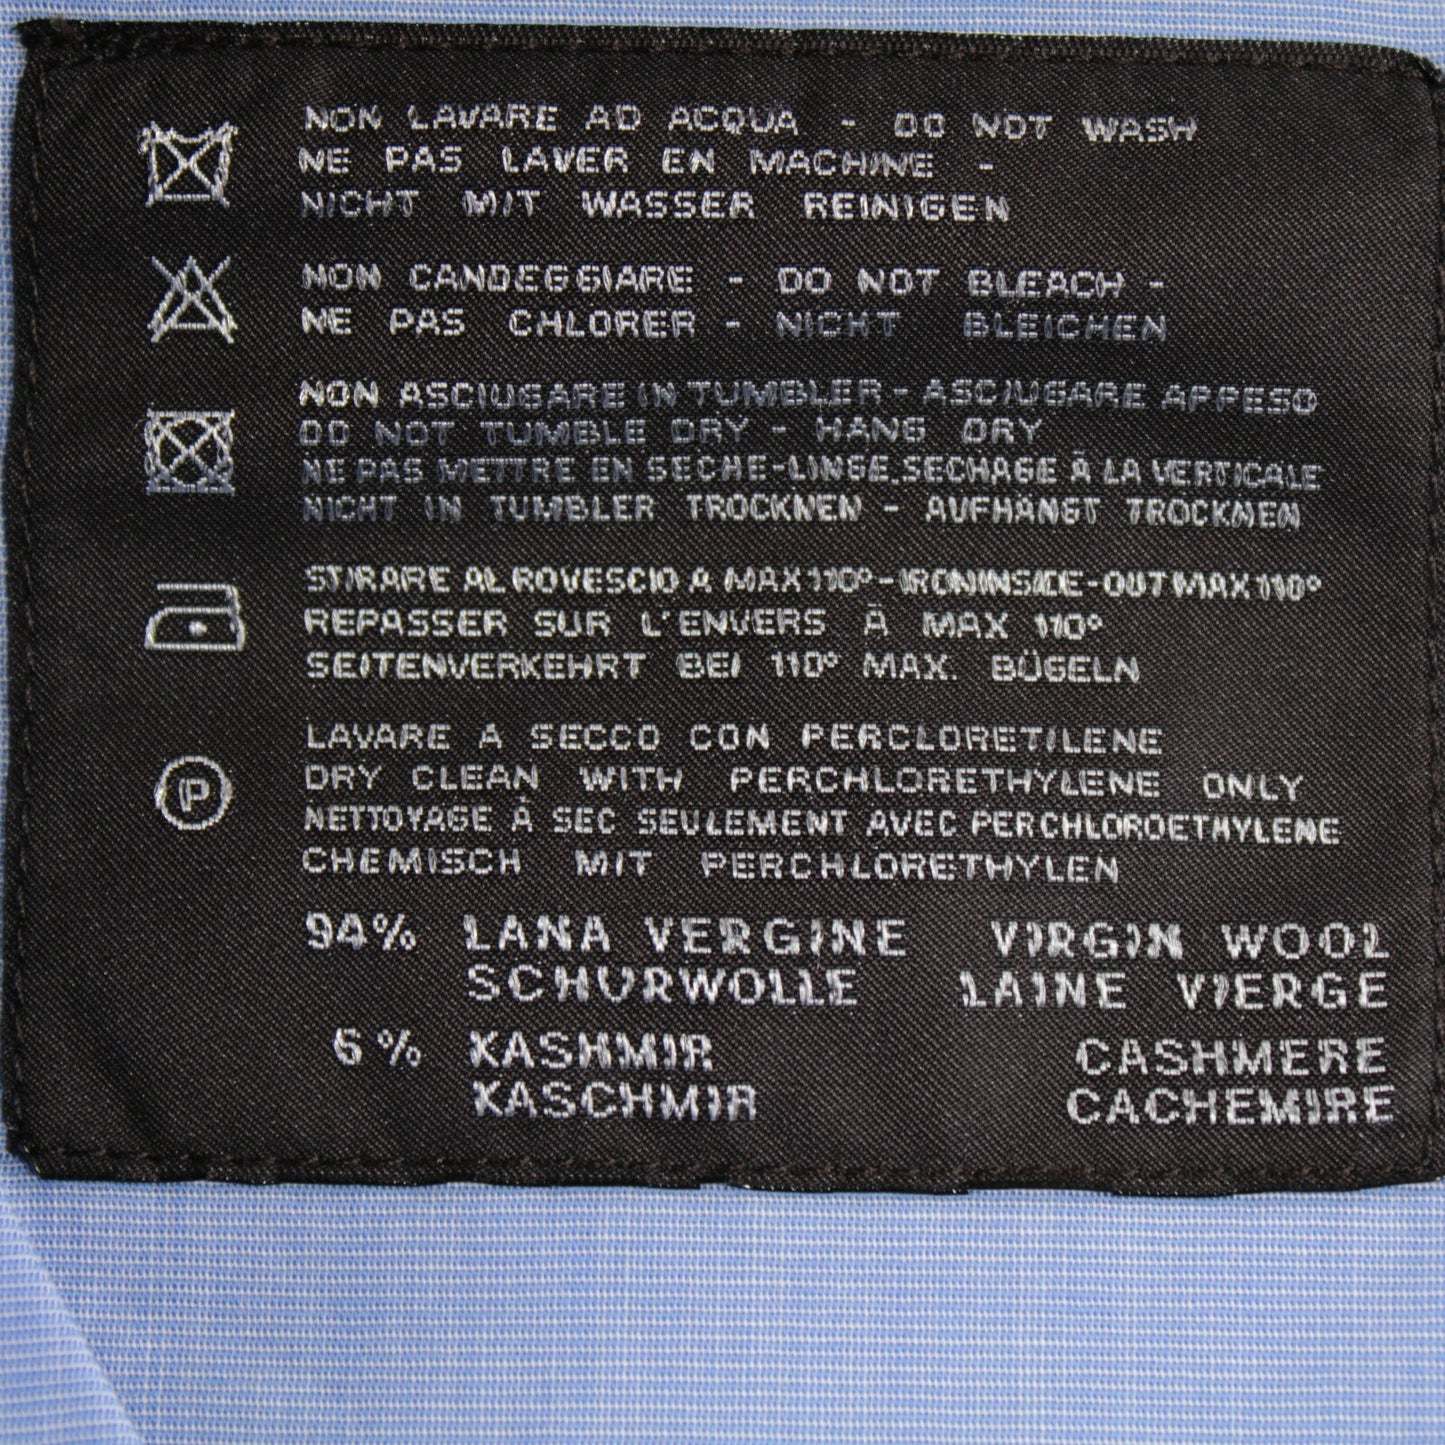 NON LAVARE AD ACQUA - DO NOT WASH
NE PAS LAVER EN MACHINE -
NICHT MIT WASSER REINIGEN
NON CANDEGGIARE - DO NOT BLEACH -
NE PAS CHLORER - NICHT BLEICHEN
NON ASCIUGARE IN TUMBLER - ASCIUGARE APPESO
DO NOT TUMBLE DRY - HANG DRY
NE PAS METTRE EN SECHE-LINGE.SECHAGE À LA VERTICALE
NICHT IN TUMBLER TROCKNEN - AUFHÄNGT TROCKNEN
STIRARE AL ROVESCIO A MAX 110° - IRON INSIDE-OUT MAX 110°
REPASSER SUR L'ENVERS À MAX 110°
SEITENVERKEHRT BEI 110° MAX. BÜGELN
P
LAVARE A SECCO CON PERCLORETILENE
DRY CLEAN WITH PERCHLORETHYLENE ONLY
NETTOYAGE À SEC SEULEMENT AVEC PERCHLOROETHYLENE
CHEMISCH MIT PERCHLORETHYLEN
94% LANA VERGINE VIRGIN WOOL
SCHURWOLLE LAINE VIERGE
6% KASHMIR CASHMERE
KASCHMIR CACHEMIRE